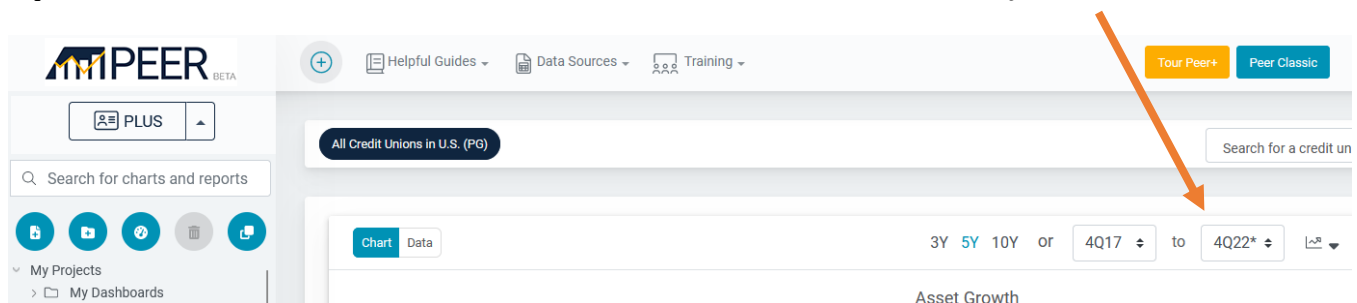 PEER BETA
Helpful Guides
Data Sources
Training
Tour Peer+
Peer Classic
PLUS
All Credit Unions in U.S. (PG)
Search for a credit un
Search for charts and reports
Chart Data
3Y 5Y 10Y or 4Q17 to 4Q22*
My Projects
My Dashboards
Asset Growth